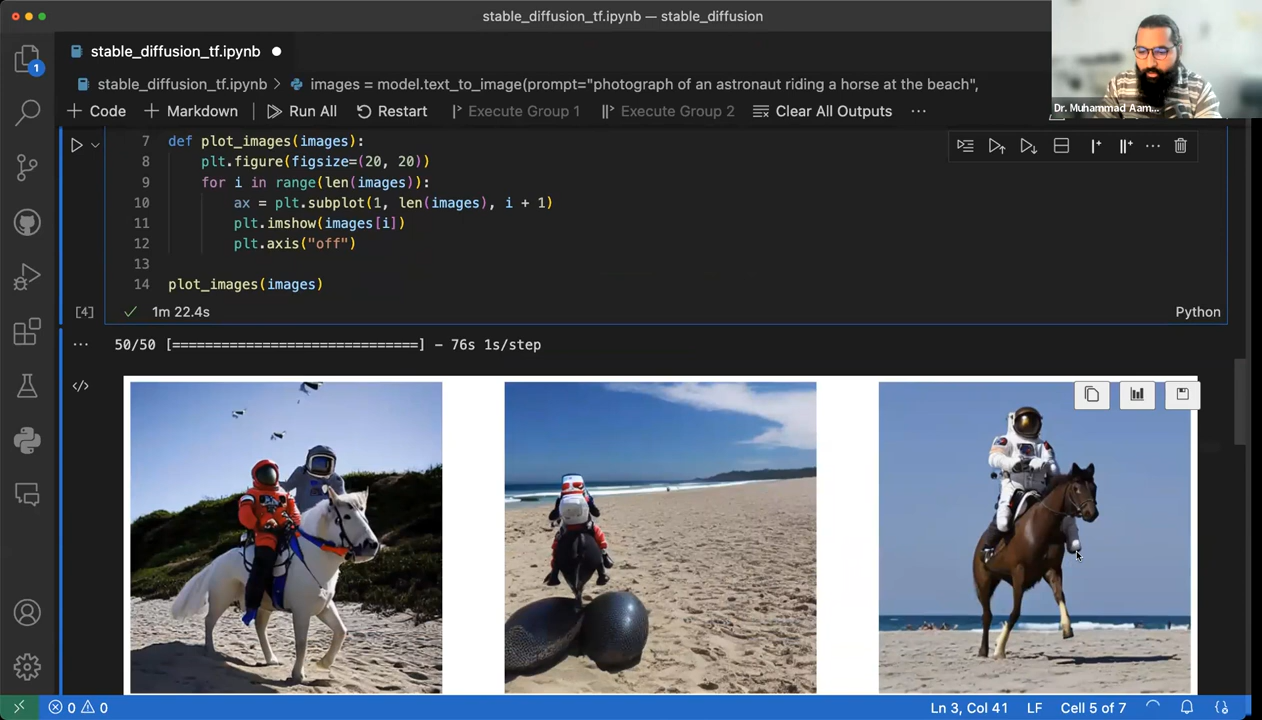 stable_diffusion_tf.ipynb — stable_diffusion
stable_diffusion_tf.ipynb
stable_diffusion_tf.ipynb > images = model.text_to_image(prompt="photograph of an astronaut riding a horse at the beach",
Dr. Muhammad Aam...
+ Code + Markdown Run All Restart Execute Group 1 Execute Group 2 Clear All Outputs ...
1
7 def plot_images(images):
8 plt.figure(figsize=(20, 20))
9 for i in range(len(images)):
10 ax = plt.subplot(1, len(images), i + 1)
11 plt.imshow(images[i])
12 plt.axis("off")
13
14 plot_images(images)
[4] ✓ 1m 22.4s Python
... 50/50 [==============================] - 76s 1s/step
0 0 Ln 3, Col 41 LF Cell 5 of 7